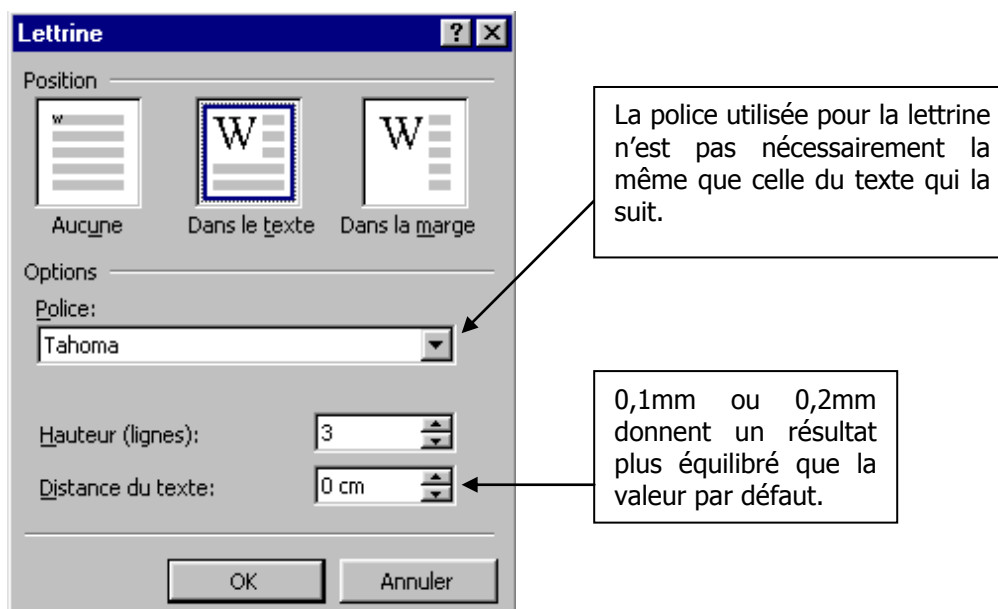 Lettrine
Position
W W W
Aucune Dans le texte Dans la marge
Options
Police:
Tahoma
Hauteur (lignes): 3
Distance du texte: 0 cm
OK Annuler
La police utilisée pour la lettrine
n’est pas nécessairement la
même que celle du texte qui la
suit.
0,1mm ou 0,2mm
donnent un résultat
plus équilibré que la
valeur par défaut.